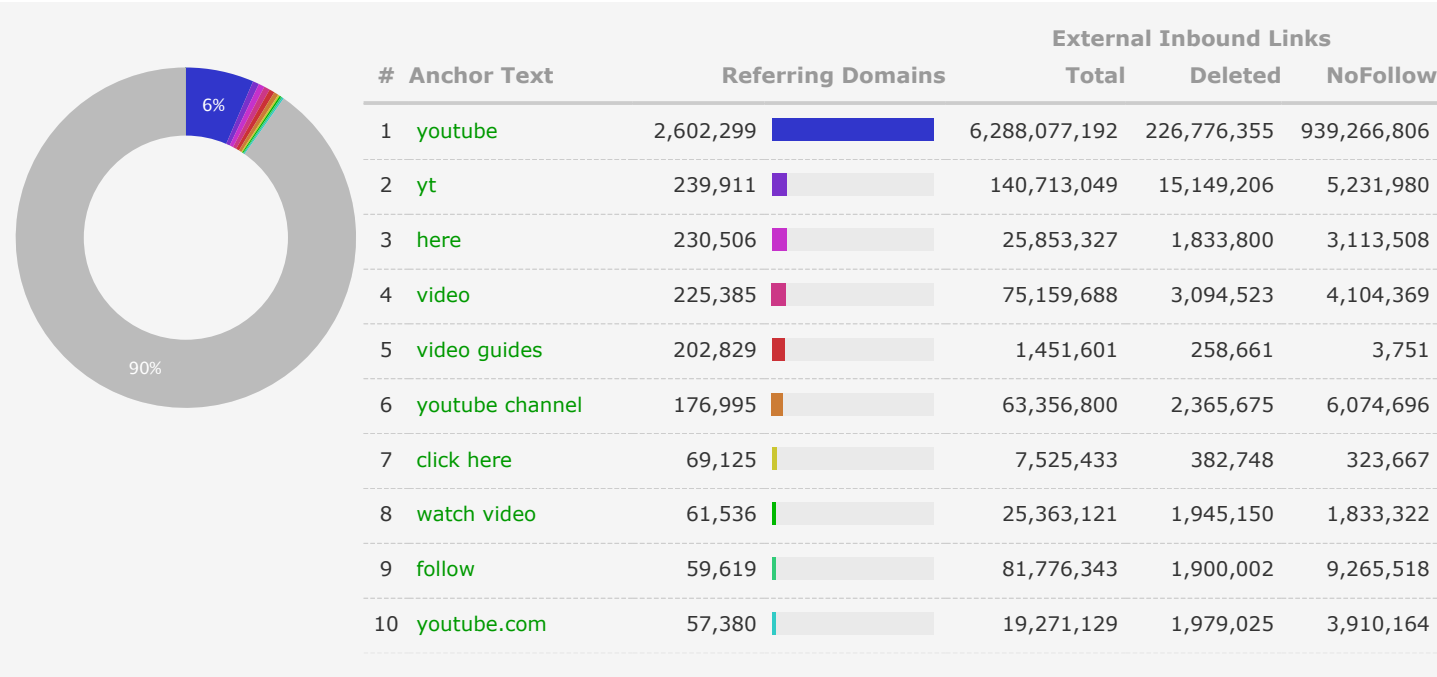 External Inbound Links
# Anchor Text Referring Domains Total Deleted NoFollow
6%
1 youtube 2,602,299 6,288,077,192 226,776,355 939,266,806
2 yt 239,911 140,713,049 15,149,206 5,231,980
3 here 230,506 25,853,327 1,833,800 3,113,508
4 video 225,385 75,159,688 3,094,523 4,104,369
5 video guides 202,829 1,451,601 258,661 3,751
90%
6 youtube channel 176,995 63,356,800 2,365,675 6,074,696
7 click here 69,125 7,525,433 382,748 323,667
8 watch video 61,536 25,363,121 1,945,150 1,833,322
9 follow 59,619 81,776,343 1,900,002 9,265,518
10 youtube.com 57,380 19,271,129 1,979,025 3,910,164